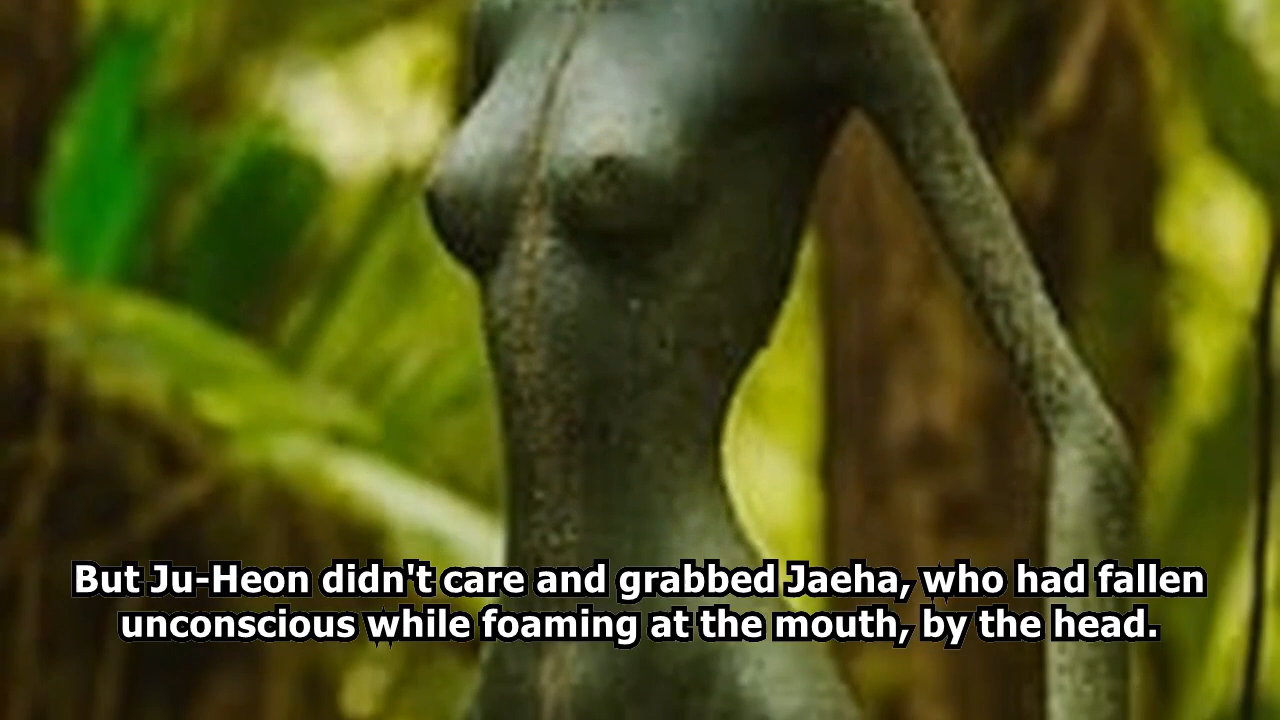 But Ju-Heon didn't care and grabbed Jaeha, who had fallen
unconscious while foaming at the mouth, by the head.